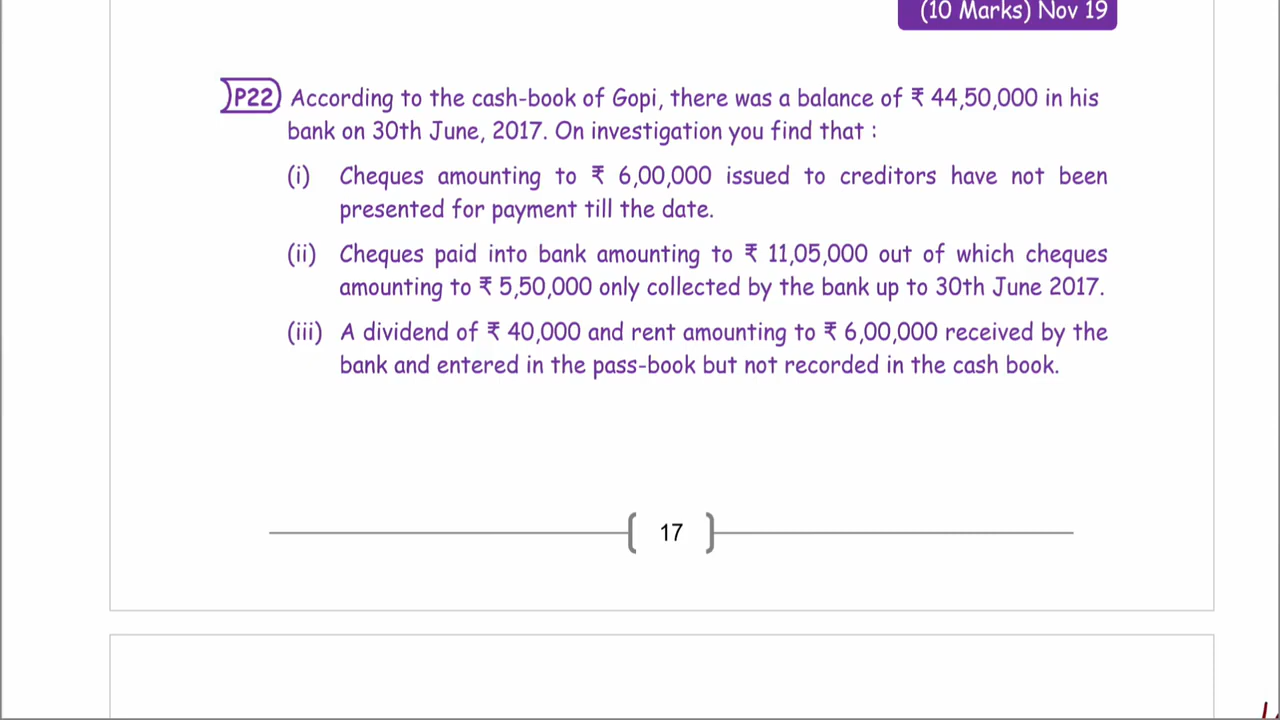 (10 Marks) Nov 19
P22 According to the cash-book of Gopi, there was a balance of ₹ 44,50,000 in his
bank on 30th June, 2017. On investigation you find that :
(i) Cheques amounting to ₹ 6,00,000 issued to creditors have not been
presented for payment till the date.
(ii) Cheques paid into bank amounting to ₹ 11,05,000 out of which cheques
amounting to ₹ 5,50,000 only collected by the bank up to 30th June 2017.
(iii) A dividend of ₹ 40,000 and rent amounting to ₹ 6,00,000 received by the
bank and entered in the pass-book but not recorded in the cash book.
17